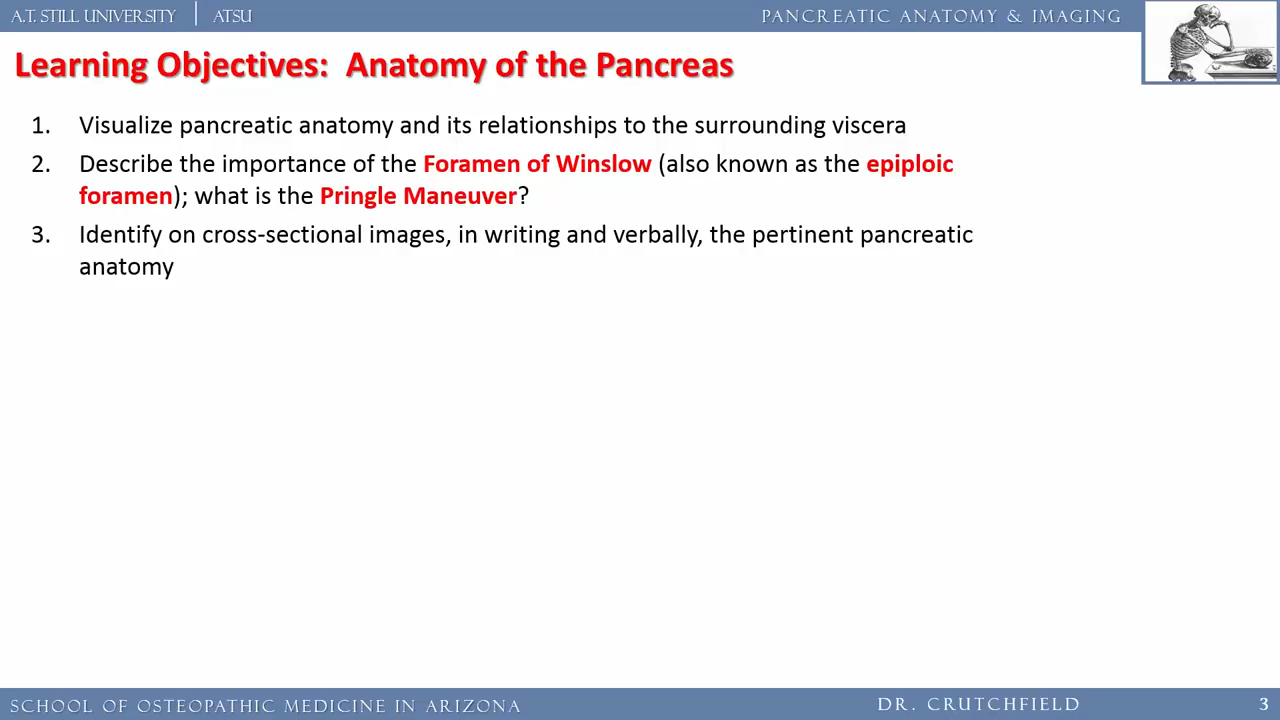 A.T. STILL UNIVERSITY | ATSU
PANCREATIC ANATOMY & IMAGING
Learning Objectives: Anatomy of the Pancreas
1. Visualize pancreatic anatomy and its relationships to the surrounding viscera
2. Describe the importance of the Foramen of Winslow (also known as the epiploic
foramen); what is the Pringle Maneuver?
3. Identify on cross-sectional images, in writing and verbally, the pertinent pancreatic
anatomy
SCHOOL OF OSTEOPATHIC MEDICINE IN ARIZONA
DR. CRUTCHFIELD
3